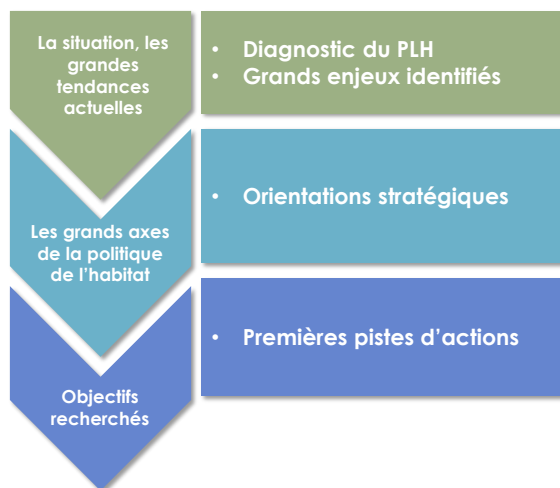 La situation, les
grandes
tendances
actuelles
• Diagnostic du PLH
• Grands enjeux identifiés
Les grands axes
de la politique
de l'habitat
• Orientations stratégiques
Objectifs
recherchés
• Premières pistes d'actions